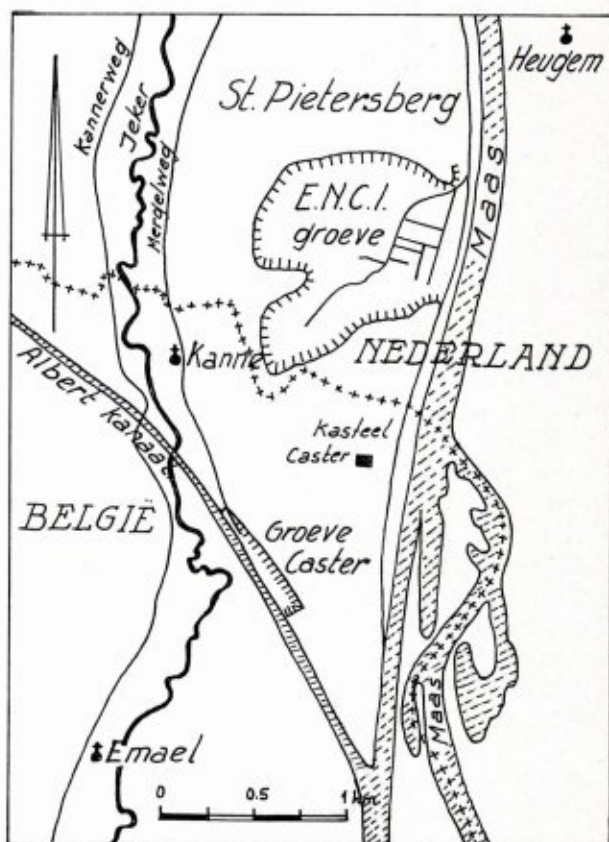 Heugem
Kannerweg
Jeker
Mergelweg
St. Pietersberg
Maas
E.N.C.I.
groeve
Kanne
NEDERLAND
Albert kanaal
Kasteel
Caster
BELGIË
Groeve
Caster
Maas
Emael
0 0.5 1 km